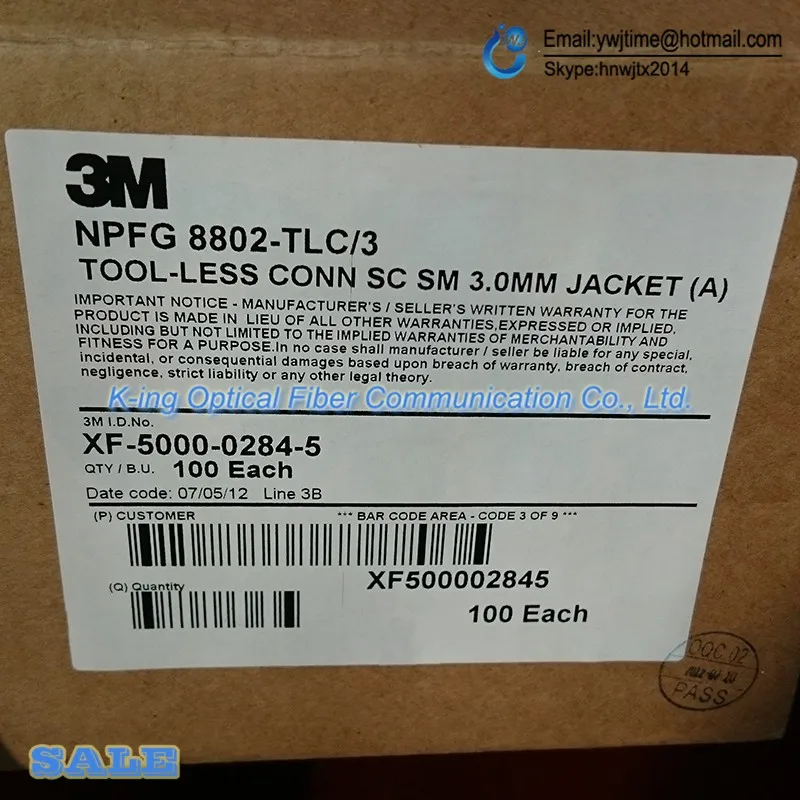 Email:ywjtime@hotmail.com
Skype:hnwjtx2014
3M
NPFG 8802-TLC/3
TOOL-LESS CONN SC SM 3.0MM JACKET (A)
IMPORTANT NOTICE - MANUFACTURER'S / SELLER'S WRITTEN WARRANTY FOR THE
PRODUCT IS MADE IN LIEU OF ALL OTHER WARRANTIES,EXPRESSED OR IMPLIED,
INCLUDING BUT NOT LIMITED TO THE IMPLIED WARRANTIES OF MERCHANTABILITY AND
FITNESS FOR A PURPOSE.In no case shall manufacturer / seller be liable for any special,
incidental, or consequential damages based upon breach of warranty, breach of contract,
negligence, strict liability or any other legal theory.
K-ing Optical Fiber Communication Co., Ltd.
3M I.D.No.
XF-5000-0284-5
QTY / B.U. 100 Each
Date code: 07/05/12 Line 3B
(P) CUSTOMER *** BAR CODE AREA - CODE 3 OF 9 ***
XF500002845
(Q) Quantity
100 Each
OQC.02
PASS
SALE